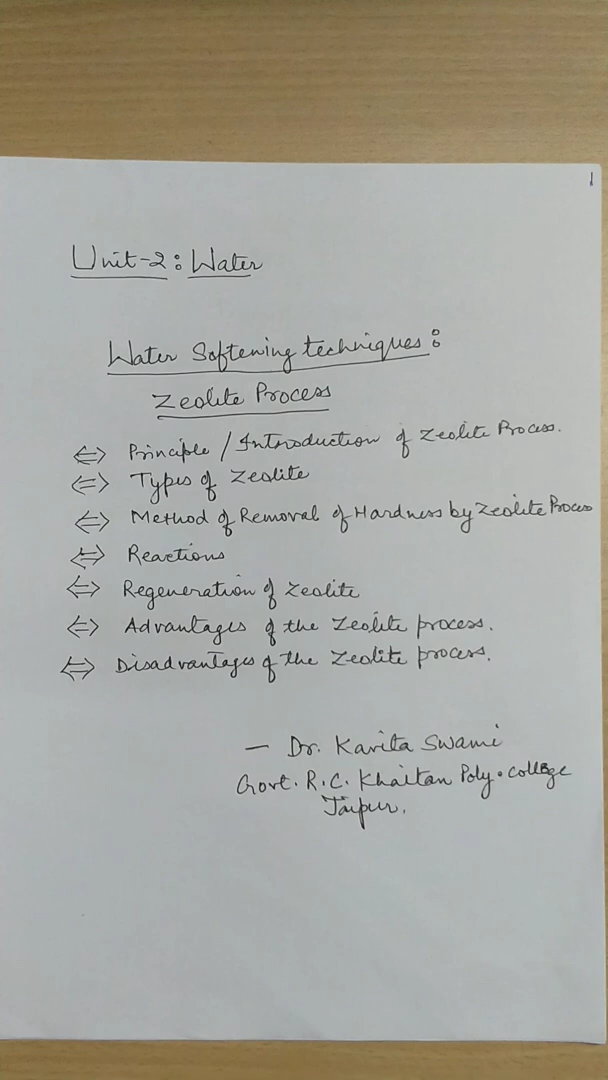 1
Unit-2: Water
Water Softening techniques:
Zeolite Process
⇔ Principle / Introduction of Zeolite Process.
⇔ Types of Zeolite
⇔ Method of Removal of Hardness by Zeolite Process
⇔ Reactions
⇔ Regeneration of Zeolite
⇔ Advantages of the Zeolite process.
⇔ Disadvantages of the Zeolite process.
— Dr. Kavita Swami
Govt. R.C. Khaitan Poly. college
Jaipur.